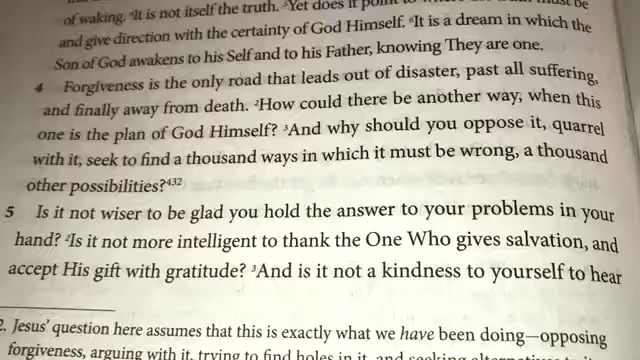 of waking. ²It is not itself the truth. ³Yet does it point to where the truth must be
and give direction with the certainty of God Himself. ⁴It is a dream in which the
Son of God awakens to his Self and to his Father, knowing They are one.
4 Forgiveness is the only road that leads out of disaster, past all suffering,
and finally away from death. ²How could there be another way, when this
one is the plan of God Himself? ³And why should you oppose it, quarrel
with it, seek to find a thousand ways in which it must be wrong, a thousand
other possibilities?⁴³²
5 Is it not wiser to be glad you hold the answer to your problems in your
hand? ²Is it not more intelligent to thank the One Who gives salvation, and
accept His gift with gratitude? ³And is it not a kindness to yourself to hear
2. Jesus' question here assumes that this is exactly what we have been doing—opposing
forgiveness, arguing with it, trying to find holes in it, and seeking